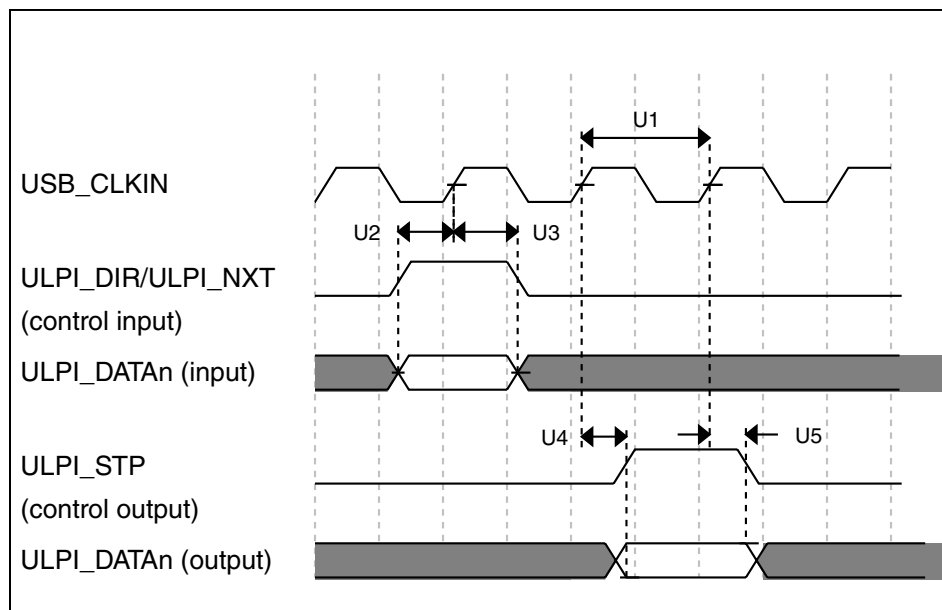 U1
USB_CLKIN
U2
U3
ULPI_DIR/ULPI_NXT
(control input)
ULPI_DATAn (input)
U4
U5
ULPI_STP
(control output)
ULPI_DATAn (output)